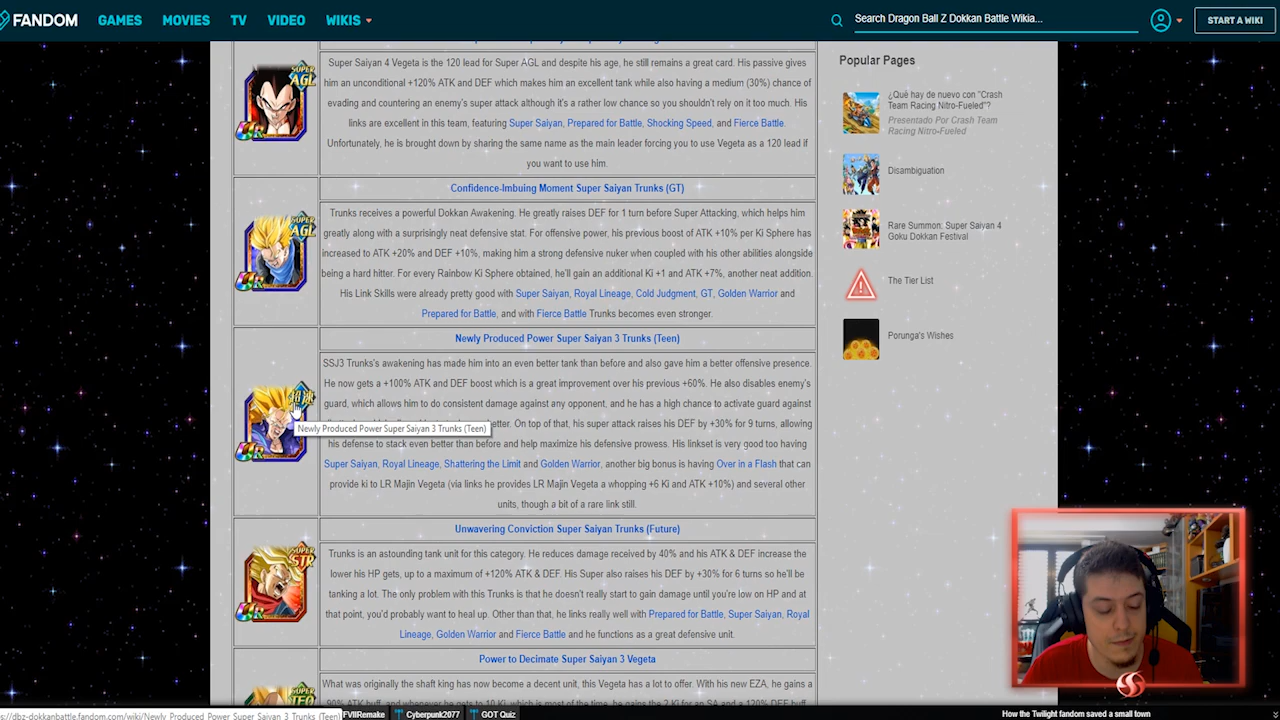 FANDOM GAMES MOVIES TV VIDEO WIKIS
Search Dragon Ball Z Dokkan Battle Wikia...
START A WIKI
SUPER AGL
UR
Super Saiyan 4 Vegeta is the 120 lead for Super AGL and despite his age, he still remains a great card. His passive gives
him an unconditional +120% ATK and DEF which makes him an excellent tank while also having a medium (30%) chance of
evading and countering an enemy's super attack although it's a rather low chance so you shouldn't rely on it too much. His
links are excellent in this team, featuring Super Saiyan, Prepared for Battle, Shocking Speed, and Fierce Battle.
Unfortunately, he is brought down by sharing the same name as the main leader forcing you to use Vegeta as a 120 lead if
you want to use him.
Confidence-Imbuing Moment Super Saiyan Trunks (GT)
SUPER AGL
UR
Trunks receives a powerful Dokkan Awakening. He greatly raises DEF for 1 turn before Super Attacking, which helps him
greatly along with a surprisingly neat defensive stat. For offensive power, his previous boost of ATK +10% per Ki Sphere has
increased to ATK +20% and DEF +10%, making him a strong defensive nuker when coupled with his other abilities alongside
being a hard hitter. For every Rainbow Ki Sphere obtained, he'll gain an additional Ki +1 and ATK +7%, another neat addition.
His Link Skills were already pretty good with Super Saiyan, Royal Lineage, Cold Judgment, GT, Golden Warrior and
Prepared for Battle, and with Fierce Battle Trunks becomes even stronger.
Newly Produced Power Super Saiyan 3 Trunks (Teen)
超速
UR
SSJ3 Trunks's awakening has made him into an even better tank than before and also gave him a better offensive presence.
He now gets a +100% ATK and DEF boost which is a great improvement over his previous +60%. He also disables enemy's
guard, which allows him to do consistent damage against any opponent, and he has a high chance to activate guard against
etter. On top of that, his super attack raises his DEF by +30% for 9 turns, allowing
Newly Produced Power Super Saiyan 3 Trunks (Teen)
his defense to stack even better than before and help maximize his defensive prowess. His linkset is very good too having
Super Saiyan, Royal Lineage, Shattering the Limit and Golden Warrior, another big bonus is having Over in a Flash that can
provide ki to LR Majin Vegeta (via links he provides LR Majin Vegeta a whopping +6 Ki and ATK +10%) and several other
units, though a bit of a rare link still.
Unwavering Conviction Super Saiyan Trunks (Future)
SUPER STR
UR
Trunks is an astounding tank unit for this category. He reduces damage received by 40% and his ATK & DEF increase the
lower his HP gets, up to a maximum of +120% ATK & DEF. His Super also raises his DEF by +30% for 6 turns so he'll be
tanking a lot. The only problem with this Trunks is that he doesn't really start to gain damage until you're low on HP and at
that point, you'd probably want to heal up. Other than that, he links really well with Prepared for Battle, Super Saiyan, Royal
Lineage, Golden Warrior and Fierce Battle and he functions as a great defensive unit.
Power to Decimate Super Saiyan 3 Vegeta
SUPER TEQ
What was originally the shaft king has now become a decent unit, this Vegeta has a lot to offer. With his new EZA, he gains a
Popular Pages
¿Qué hay de nuevo con "Crash
Team Racing Nitro-Fueled"?
Presentado Por Crash Team
Racing Nitro-Fueled
Disambiguation
Rare Summon: Super Saiyan 4
Goku Dokkan Festival
The Tier List
Porunga's Wishes
s://dbz-dokkanbattle.fandom.com/wiki/Newly_Produced_Power_Super_Saiyan_3_Trunks_(Teen)
FVIIRemake
Cyberpunk2077
GOT Quiz
How the Twilight fandom saved a small town